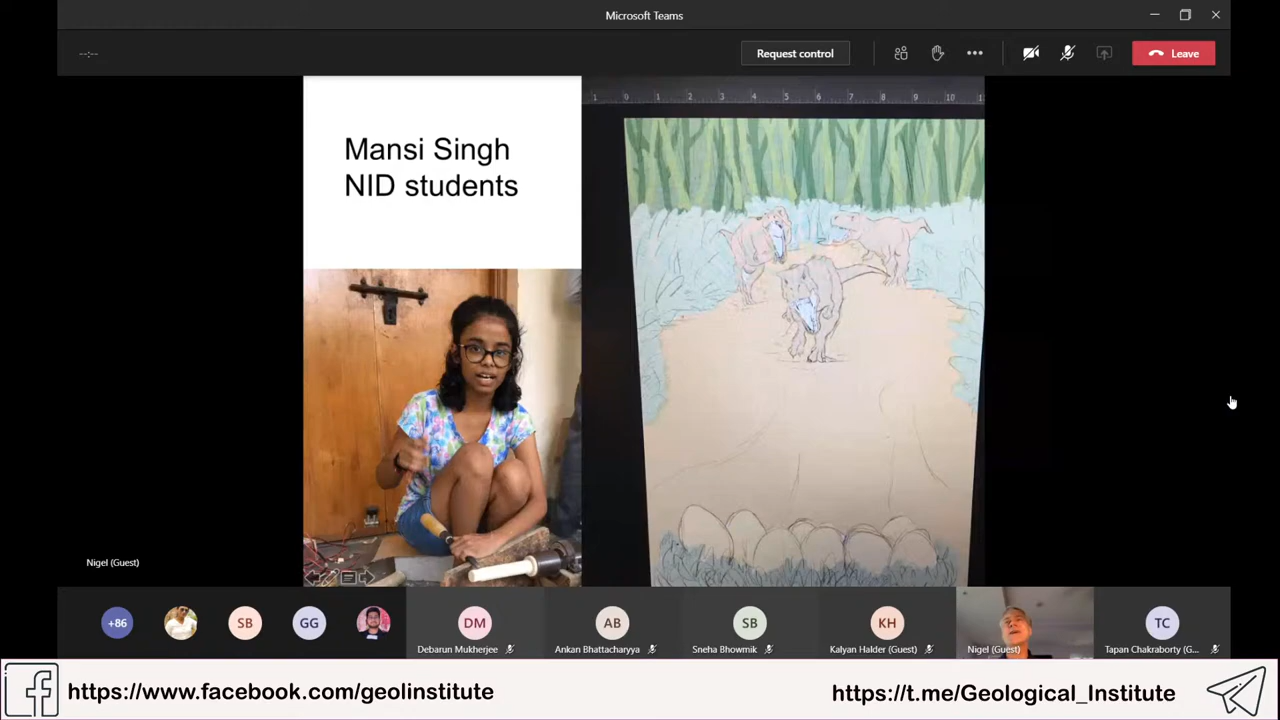 Microsoft Teams
--:--
Request control
Leave
Mansi Singh
NID students
1 0 1 2 3 4 5 6 7 8 9 10 1
Nigel (Guest)
+86
SB
GG
DM
AB
SB
KH
TC
Debarun Mukherjee
Ankan Bhattacharyya
Sneha Bhowmik
Kalyan Halder (Guest)
Nigel (Guest)
Tapan Chakraborty (G...
https://www.facebook.com/geolinstitute
https://t.me/Geological_Institute